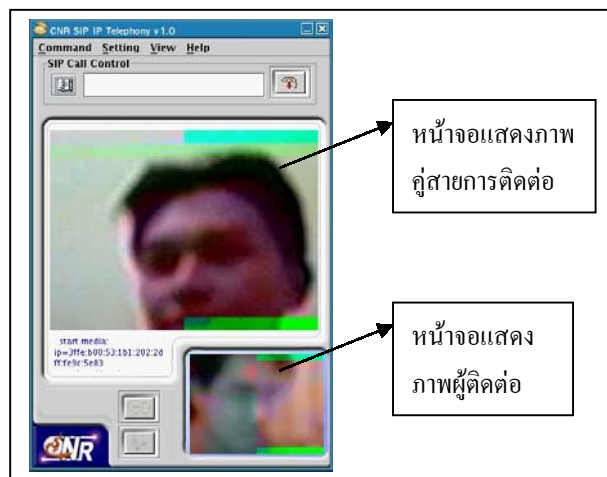 CNR SIP IP Telephony v1.0
Command Setting View Help
SIP Call Control
หน้าจอแสดงภาพ
คู่สายการติดต่อ
start media:
ip=3ffe:b00:53:1b1:202:2d
ff:fe9c:5e83
หน้าจอแสดง
ภาพผู้ติดต่อ
CNR